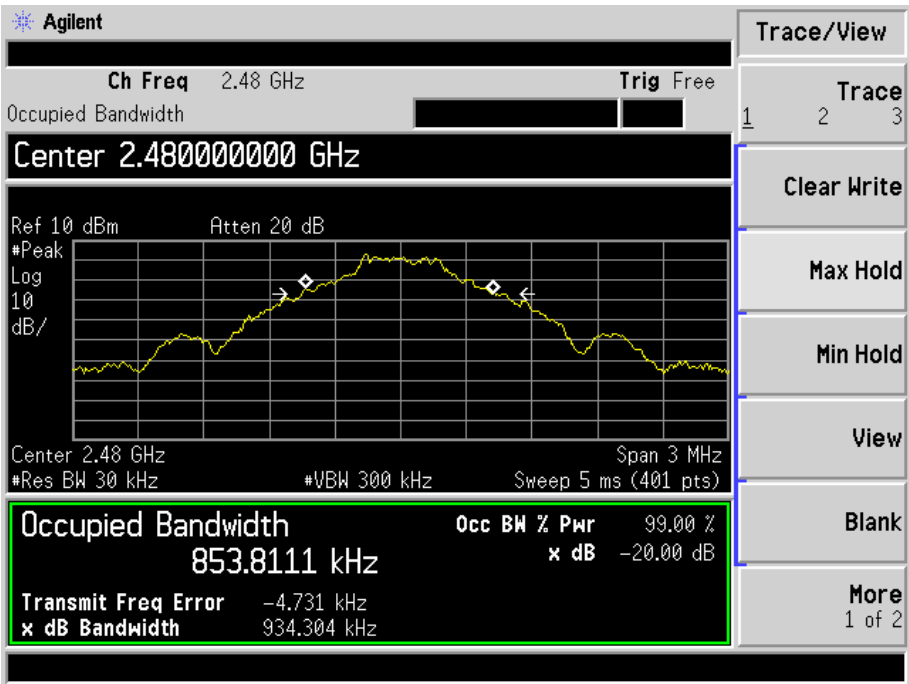 Agilent
Trace/View
Ch Freq 2.48 GHz Trig Free
Occupied Bandwidth
Center 2.480000000 GHz
Ref 10 dBm Atten 20 dB
#Peak
Log
10
dB/
Center 2.48 GHz Span 3 MHz
#Res BW 30 kHz #VBW 300 kHz Sweep 5 ms (401 pts)
Occupied Bandwidth
853.8111 kHz
Occ BW % Pwr 99.00 %
x dB -20.00 dB
Transmit Freq Error -4.731 kHz
x dB Bandwidth 934.304 kHz
Trace
1 2 3
Clear Write
Max Hold
Min Hold
View
Blank
More
1 of 2